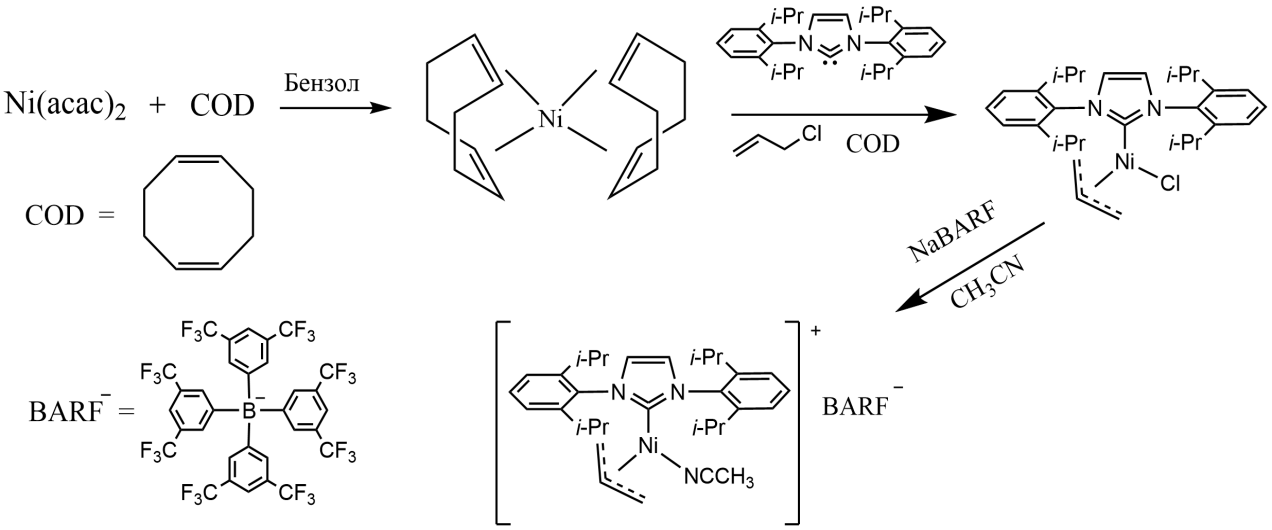 Ni(acac)2 + COD
Бензол
Ni
i-Pr
i-Pr
N
N
i-Pr
i-Pr
Cl
COD
i-Pr
i-Pr
N
N
i-Pr
i-Pr
Ni
Cl
COD =
NaBARF
CH3CN
BARF− =
F3C
CF3
F3C
CF3
B−
F3C
CF3
F3C
CF3
+
i-Pr
i-Pr
N
N
i-Pr
i-Pr
Ni
NCCH3
BARF−